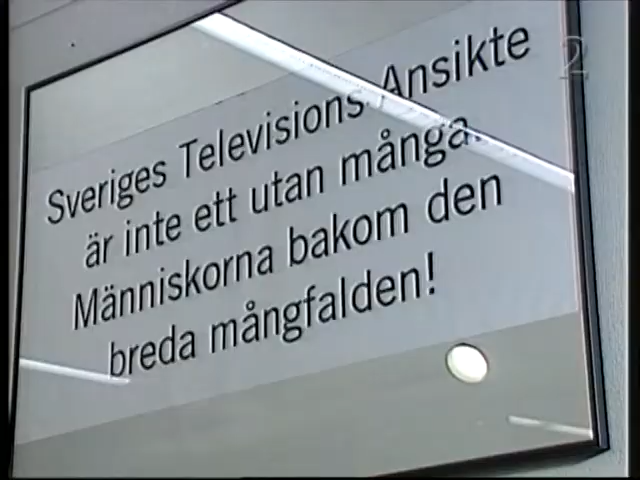 2
Sveriges Televisions Ansikte
är inte ett utan många.
Människorna bakom den
breda mångfalden!